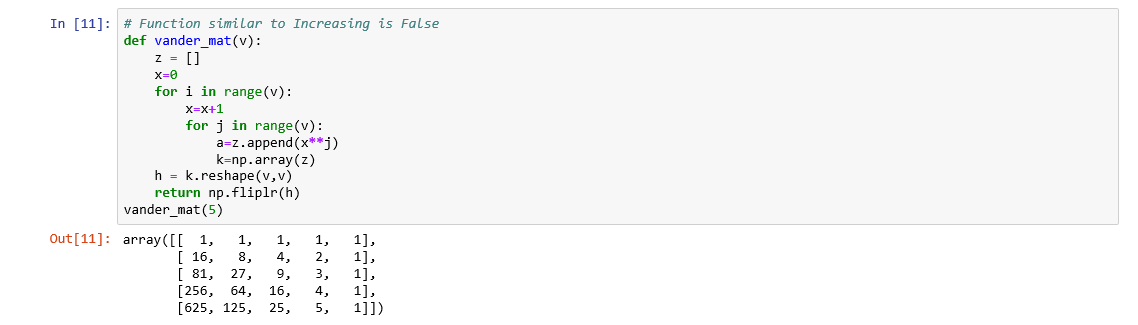 In [11]: # Function similar to Increasing is False
def vander_mat(v):
    z = []
    x=0
    for i in range(v):
        x=x+1
        for j in range(v):
            a=z.append(x**j)
            k=np.array(z)
    h = k.reshape(v,v)
    return np.fliplr(h)
vander_mat(5)
Out[11]: array([[  1,   1,   1,   1,   1],
       [ 16,   8,   4,   2,   1],
       [ 81,  27,   9,   3,   1],
       [256,  64,  16,   4,   1],
       [625, 125,  25,   5,   1]])